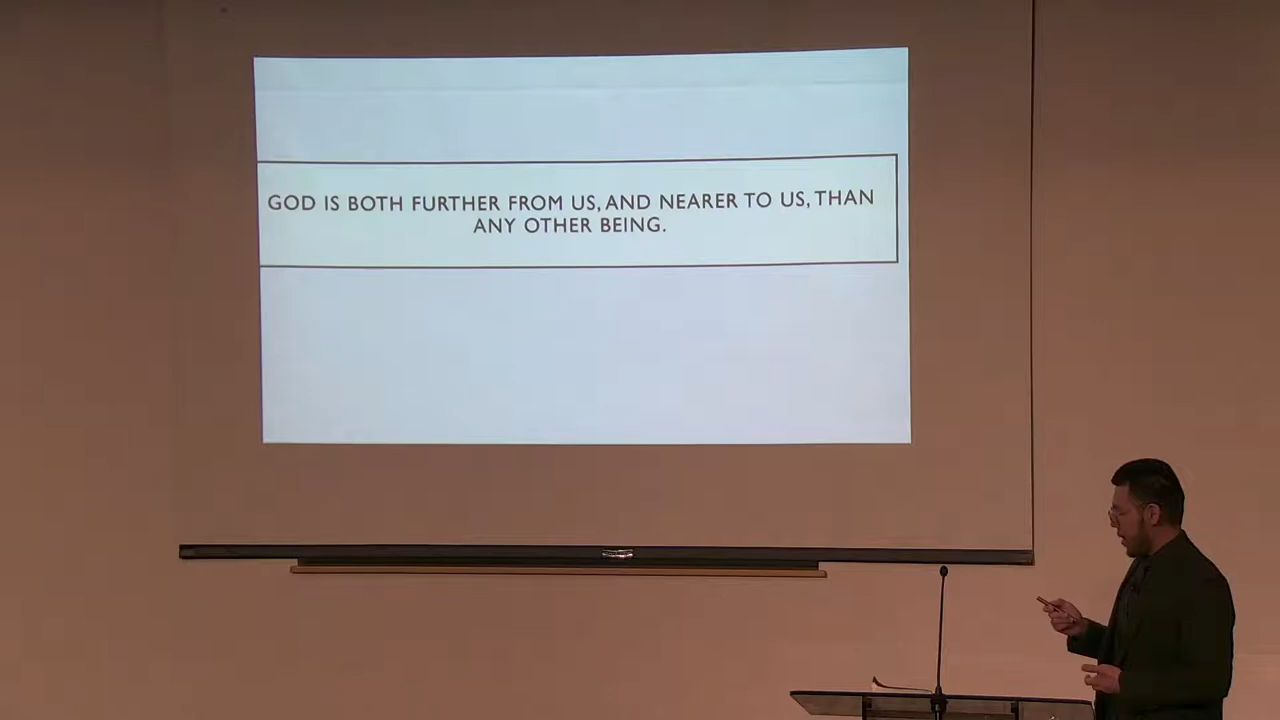 GOD IS BOTH FURTHER FROM US, AND NEARER TO US, THAN
ANY OTHER BEING.